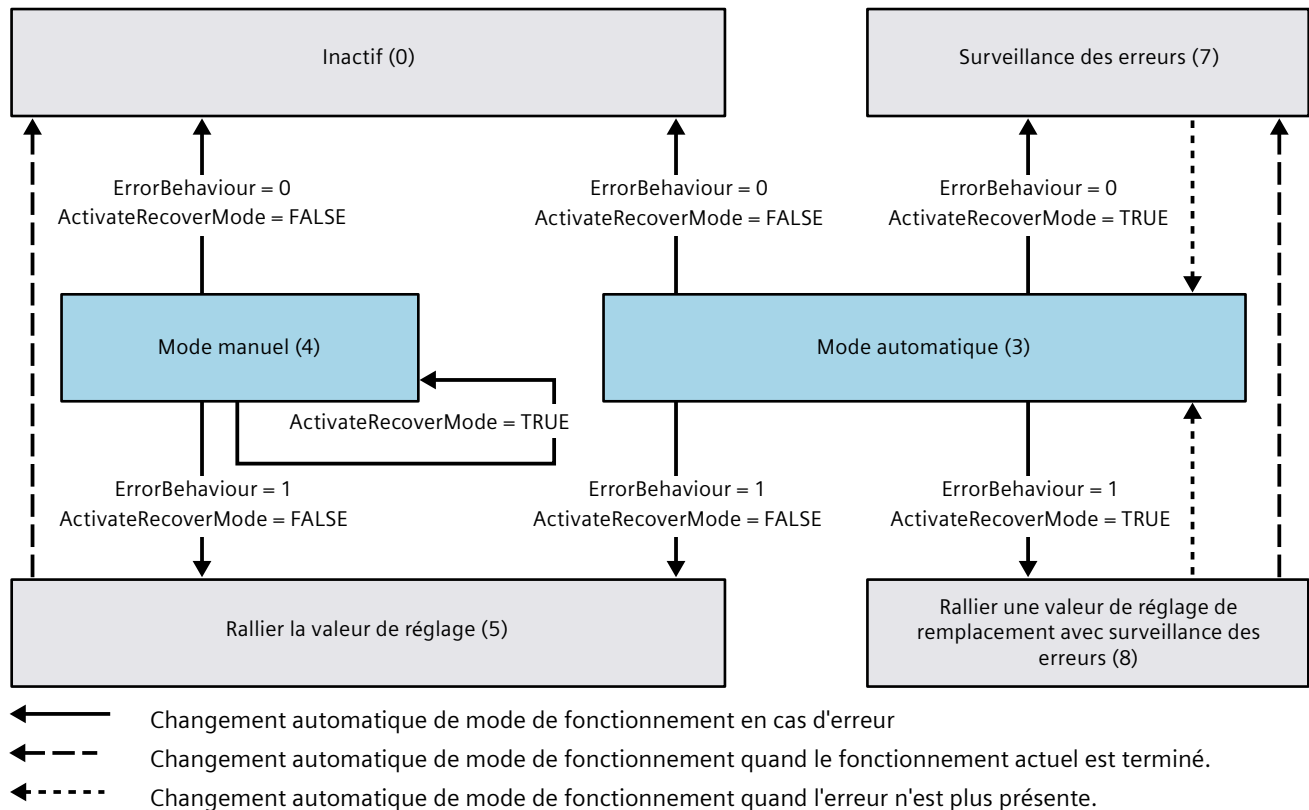 Inactif (0)
Surveillance des erreurs (7)
ErrorBehaviour = 0
ActivateRecoverMode = FALSE
ErrorBehaviour = 0
ActivateRecoverMode = FALSE
ErrorBehaviour = 0
ActivateRecoverMode = TRUE
Mode manuel (4)
Mode automatique (3)
ActivateRecoverMode = TRUE
ErrorBehaviour = 1
ActivateRecoverMode = FALSE
ErrorBehaviour = 1
ActivateRecoverMode = FALSE
ErrorBehaviour = 1
ActivateRecoverMode = TRUE
Rallier la valeur de réglage (5)
Rallier une valeur de réglage de
remplacement avec surveillance des
erreurs (8)
Changement automatique de mode de fonctionnement en cas d'erreur
Changement automatique de mode de fonctionnement quand le fonctionnement actuel est terminé.
Changement automatique de mode de fonctionnement quand l'erreur n'est plus présente.